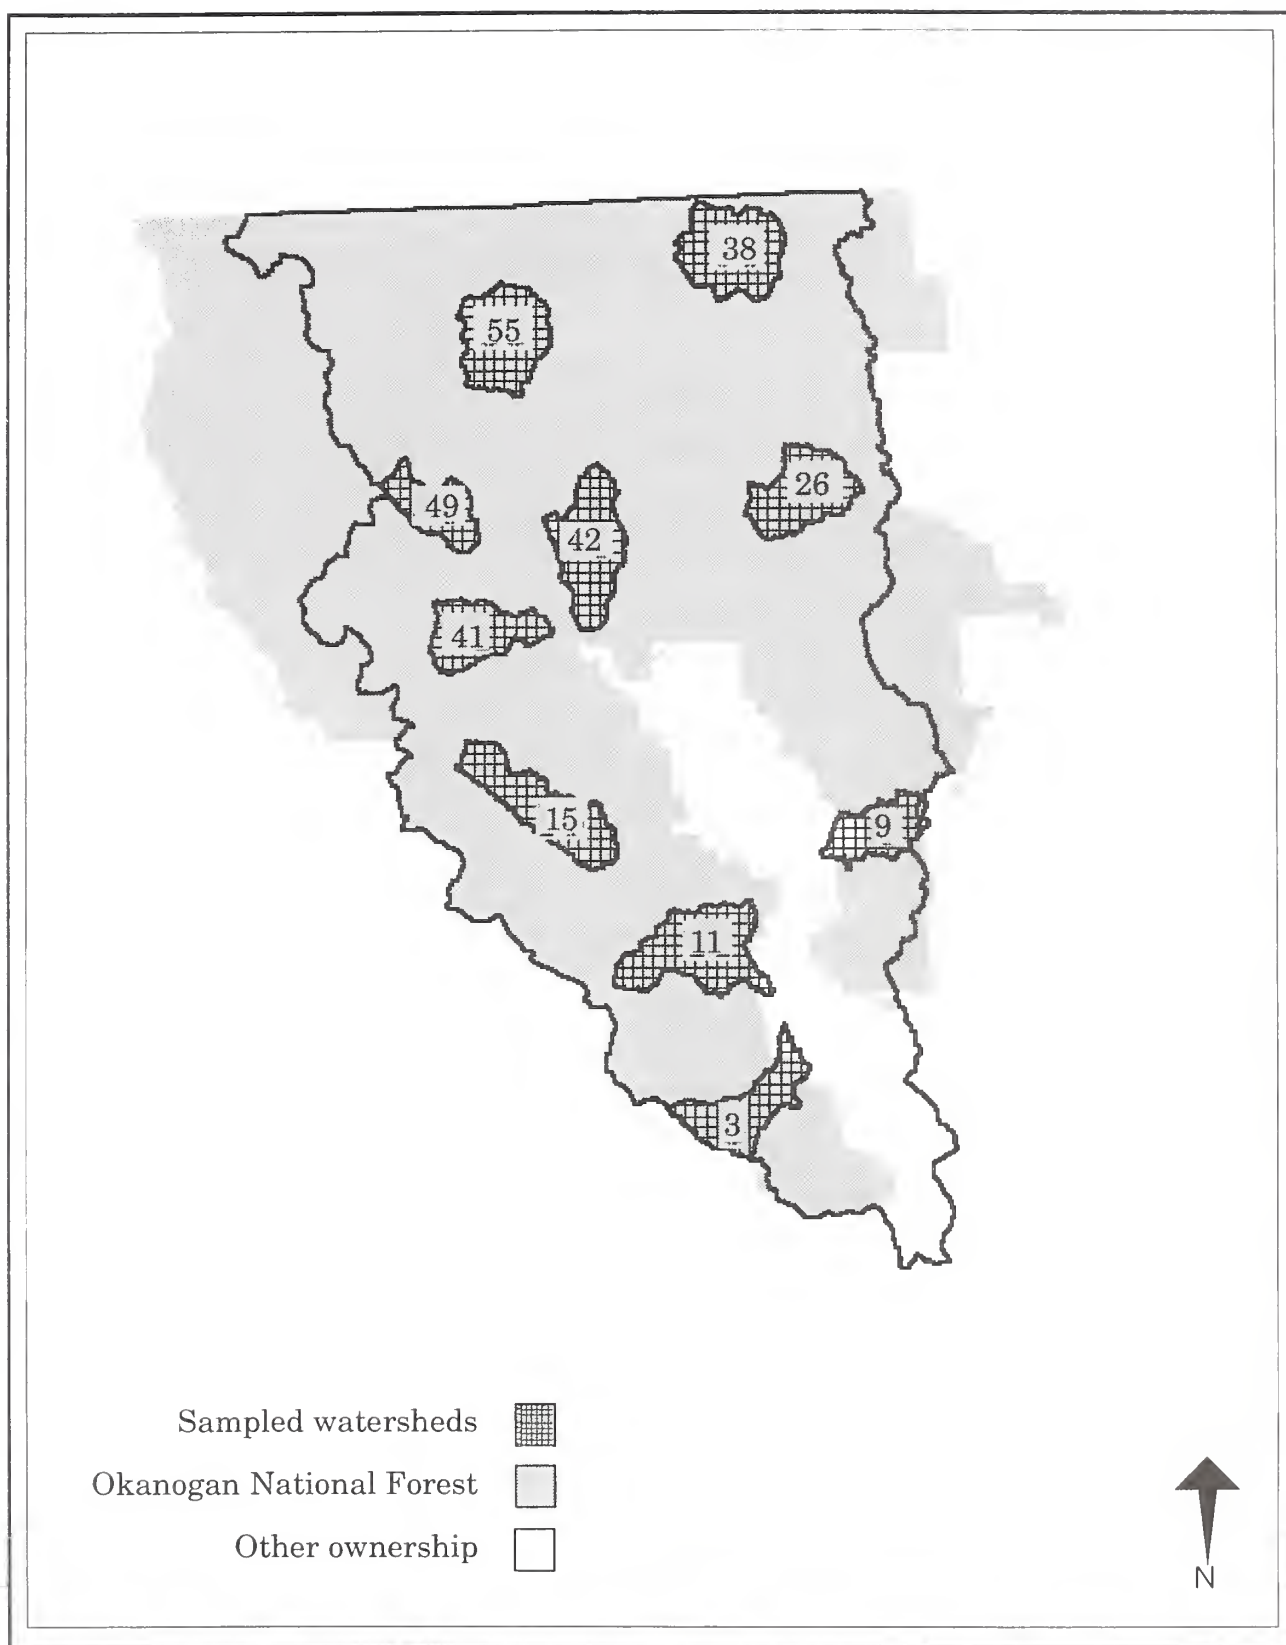 38
55
26
49
42
41
15
9
11
3
Sampled watersheds
Okanogan National Forest
Other ownership
N